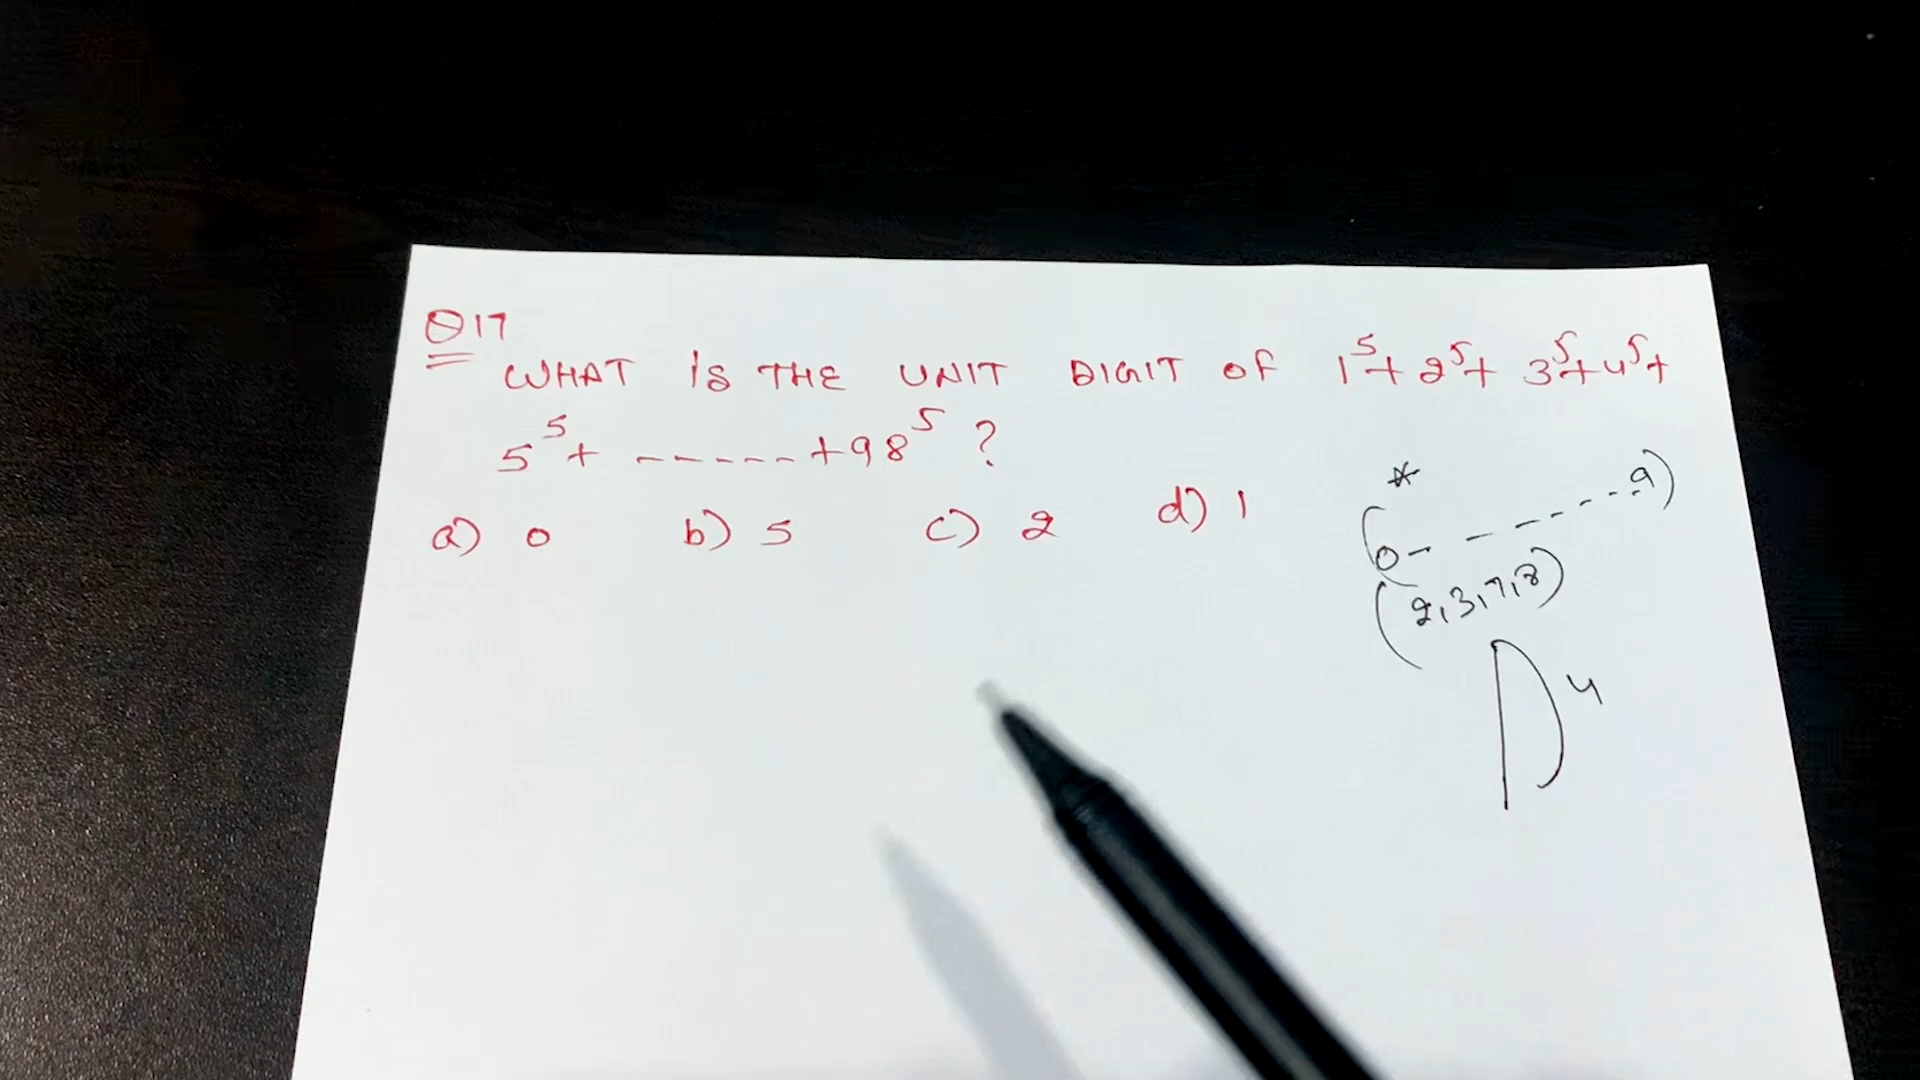 Q17
WHAT IS THE UNIT DIGIT OF 1⁵+ 2⁵+ 3⁵+4⁵+
5⁵+ ------+98⁵ ?
a) 0 b) 5 c) 2 d) 1
*
(0-- -----9)
(2,3,7,8)
4